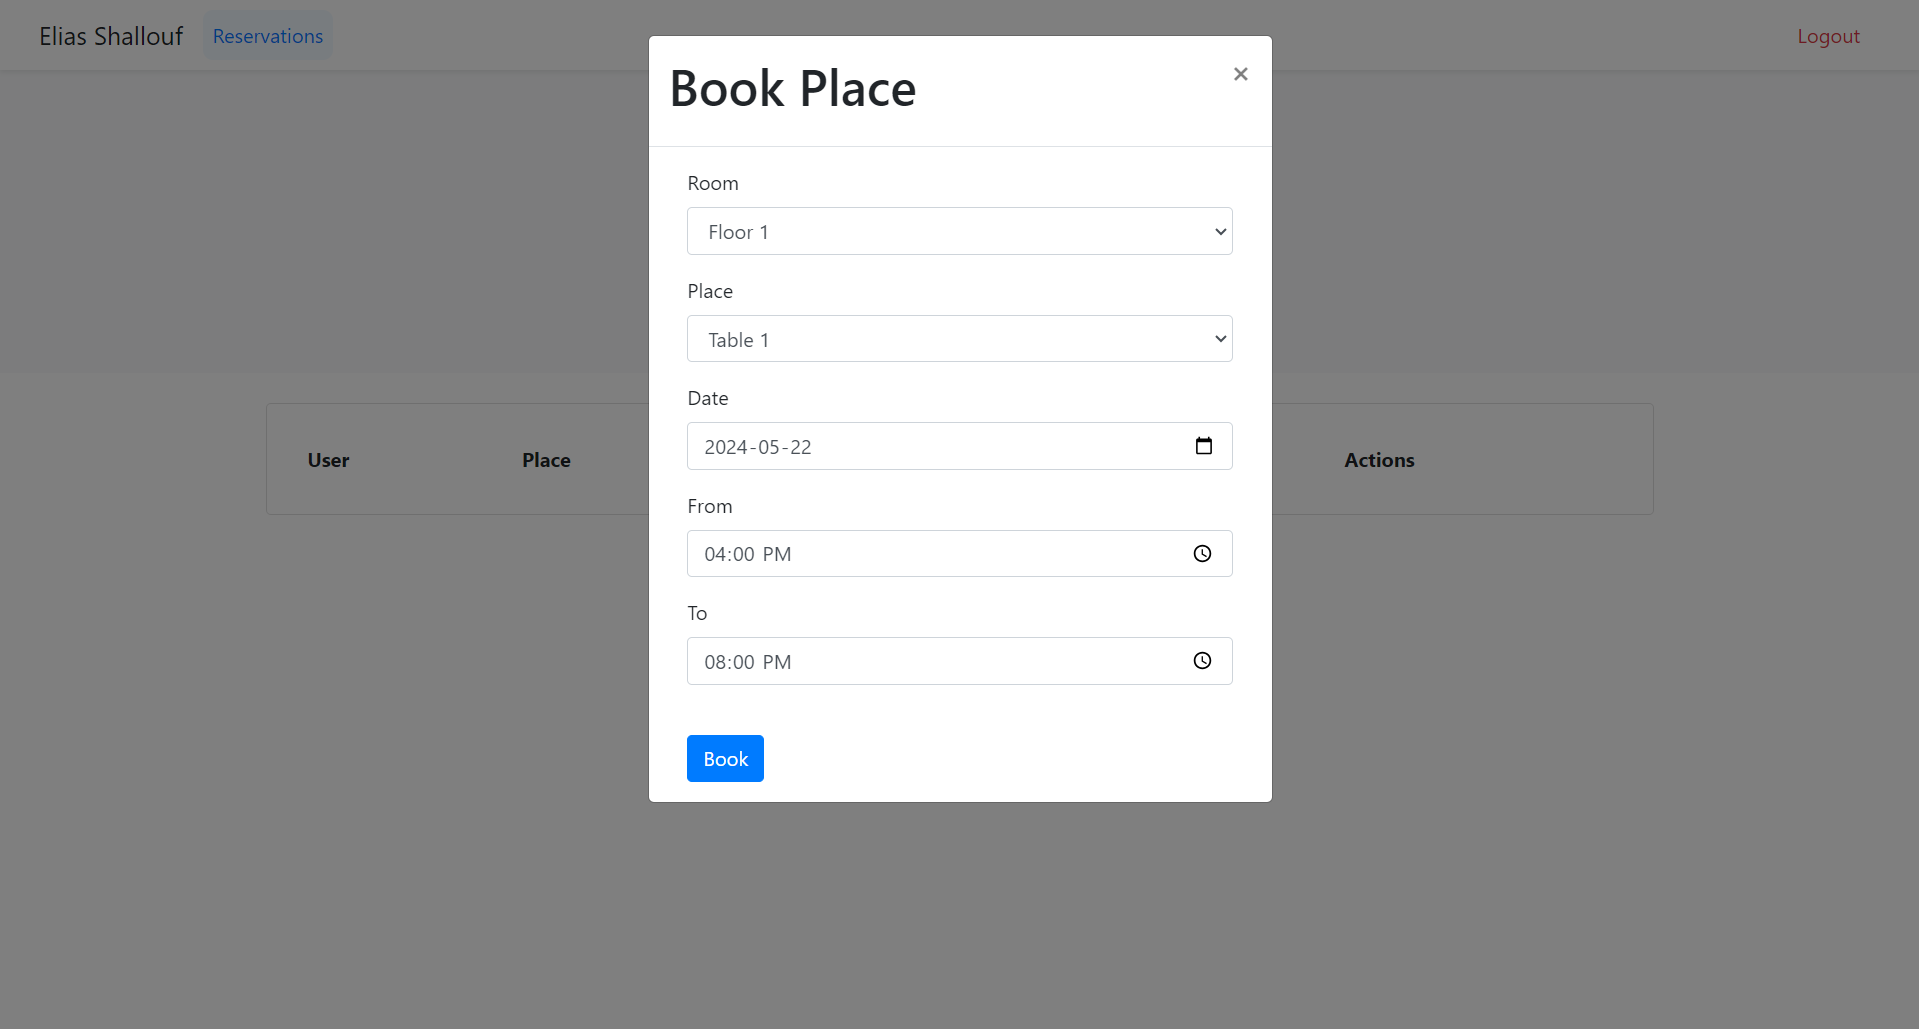 Elias Shallouf Reservations Logout
Book Place ×
Room
Floor 1
Place
Table 1
Date
2024-05-22
User Place Actions
From
04:00 PM
To
08:00 PM
Book